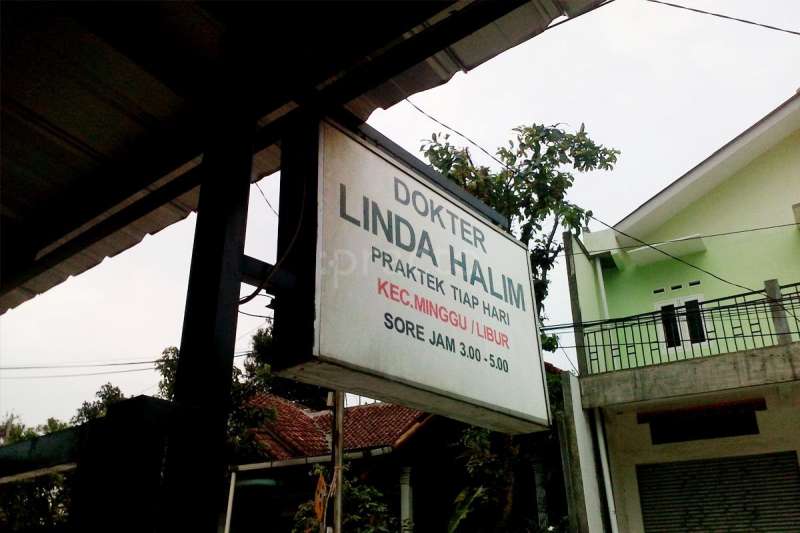 DOKTER
LINDA HALIM
PRAKTEK TIAP HARI
KEC.MINGGU / LIBUR
SORE JAM 3.00 - 5.00